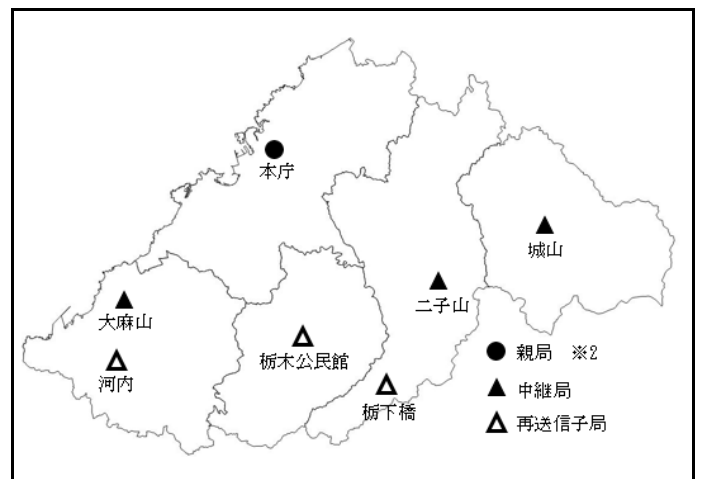 本庁
城山
二子山
大麻山
栃木公民館
河内
栃下橋
親局 ※2
中継局
再送信子局